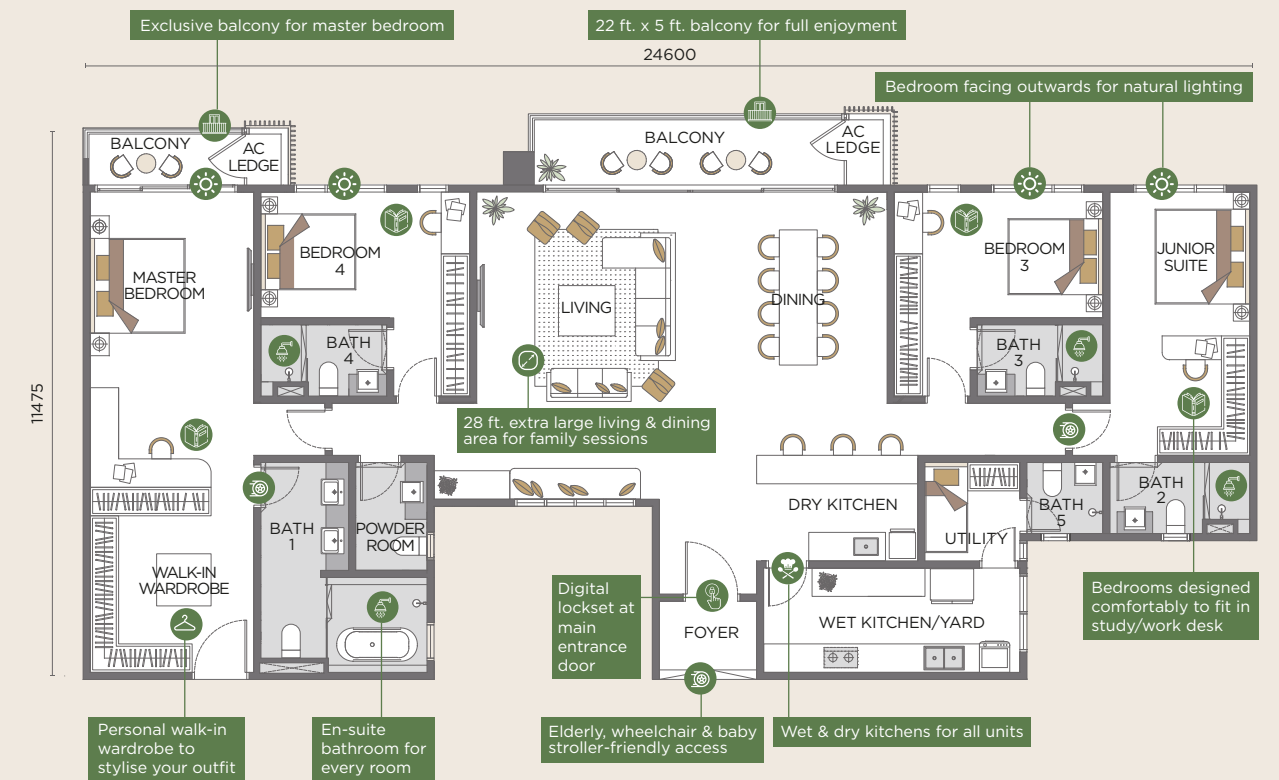 Exclusive balcony for master bedroom
22 ft. x 5 ft. balcony for full enjoyment
24600
Bedroom facing outwards for natural lighting
11475
BALCONY
AC
LEDGE
BALCONY
AC
LEDGE
MASTER
BEDROOM
BEDROOM
4
LIVING
DINING
BEDROOM
3
JUNIOR
SUITE
BATH
4
BATH
3
28 ft. extra large living & dining
area for family sessions
BATH
1
POWDER
ROOM
DRY KITCHEN
UTILITY
BATH
5
BATH
2
WALK-IN
WARDROBE
Digital
lockset at
main
entrance
door
FOYER
WET KITCHEN/YARD
Bedrooms designed
comfortably to fit in
study/work desk
Personal walk-in
wardrobe to
stylise your outfit
En-suite
bathroom for
every room
Elderly, wheelchair & baby
stroller-friendly access
Wet & dry kitchens for all units